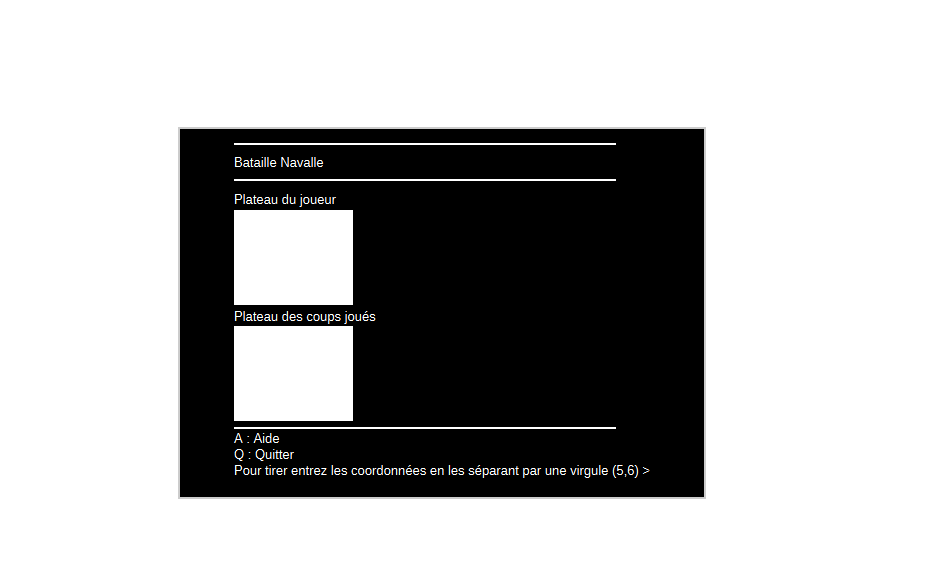 Bataille Navalle
Plateau du joueur
Plateau des coups joués
A : Aide
Q : Quitter
Pour tirer entrez les coordonnées en les séparant par une virgule (5,6) >